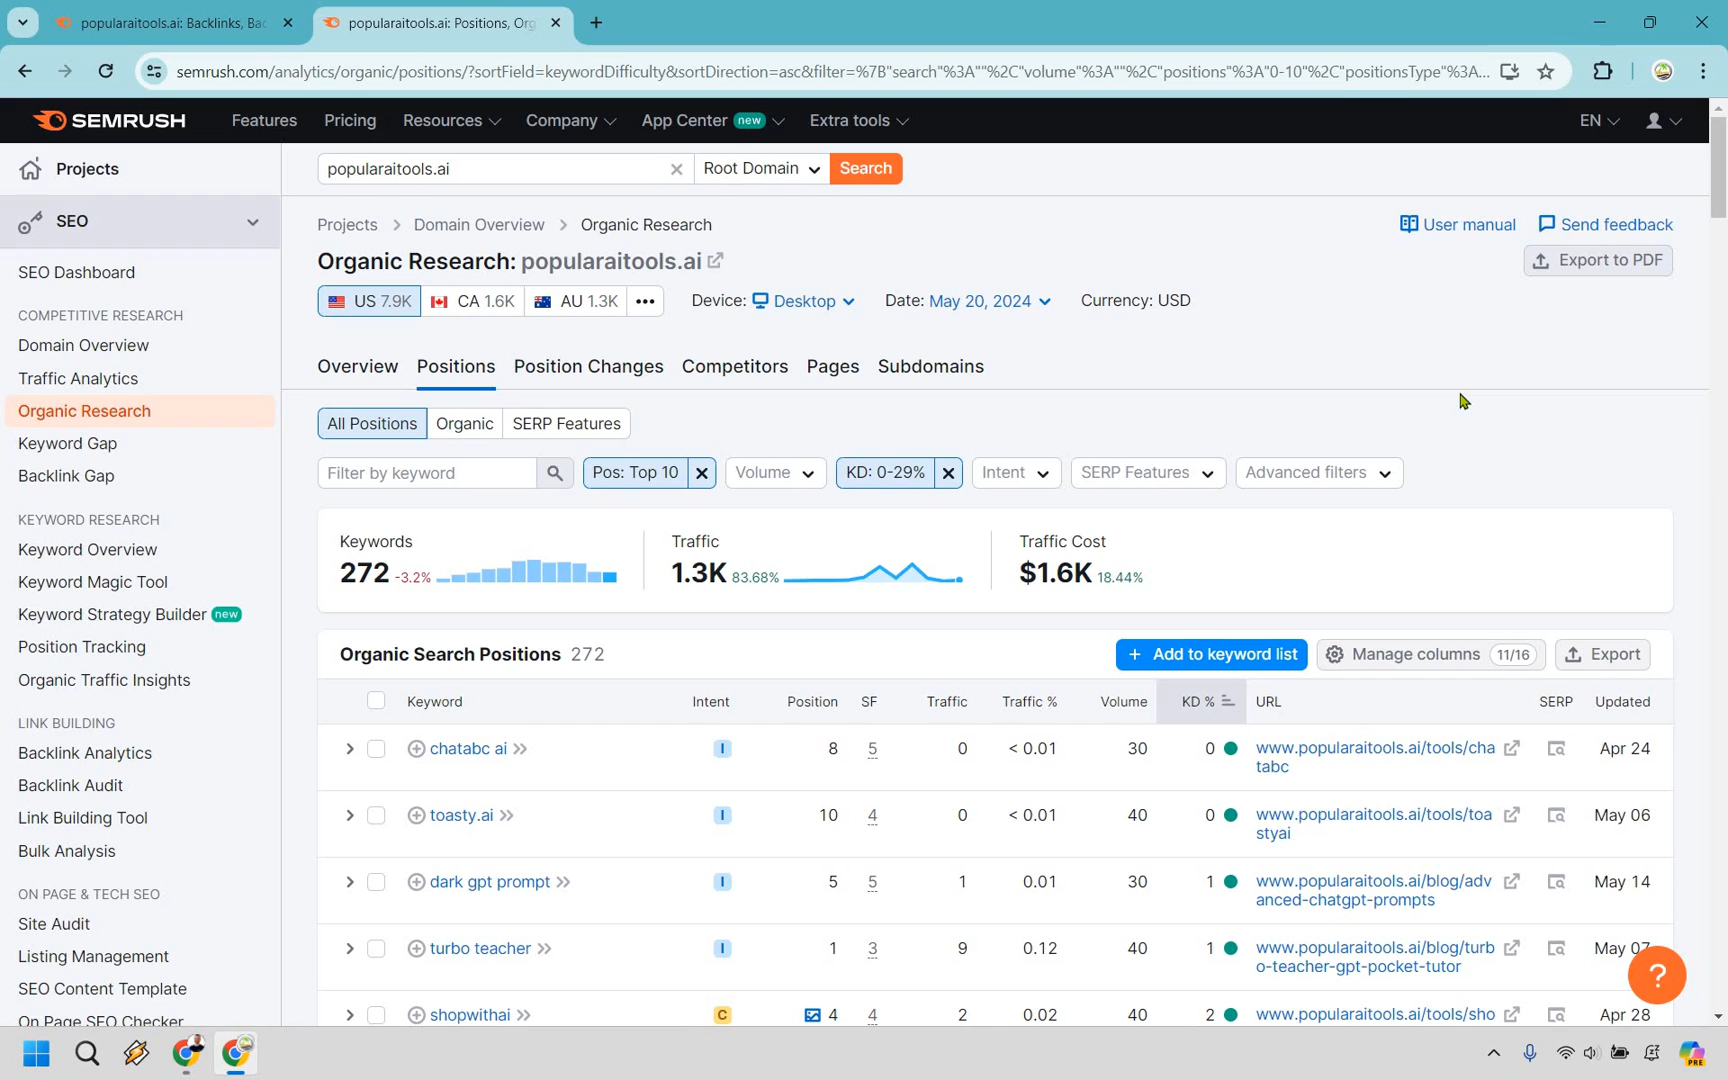 popularaitools.ai: Backlinks, Bac
popularaitools.ai: Positions, Org
semrush.com/analytics/organic/positions/?sortField=keywordDifficulty&sortDirection=asc&filter=%7B"search"%3A""%2C"volume"%3A""%2C"positions"%3A"0-10"%2C"positionsType"%3A...
SEMRUSH Features Pricing Resources Company App Center new Extra tools EN
Projects
popularaitools.ai Root Domain Search
SEO
Projects > Domain Overview > Organic Research User manual Send feedback
Organic Research: popularaitools.ai Export to PDF
US 7.9K CA 1.6K AU 1.3K ••• Device: Desktop Date: May 20, 2024 Currency: USD
Overview Positions Position Changes Competitors Pages Subdomains
All Positions Organic SERP Features
Filter by keyword Pos: Top 10 Volume KD: 0-29% Intent SERP Features Advanced filters
Keywords Traffic Traffic Cost
272 -3.2% 1.3K 83.68% $1.6K 18.44%
Organic Search Positions 272 + Add to keyword list Manage columns 11/16 Export
Keyword Intent Position SF Traffic Traffic % Volume KD % URL SERP Updated
chatabc ai I 8 5 0 < 0.01 30 0 www.popularaitools.ai/tools/cha Apr 24
tabc
toasty.ai I 10 4 0 < 0.01 40 0 www.popularaitools.ai/tools/toa May 06
styai
dark gpt prompt I 5 5 1 0.01 30 1 www.popularaitools.ai/blog/adv May 14
anced-chatgpt-prompts
turbo teacher I 1 3 9 0.12 40 1 www.popularaitools.ai/blog/turb May 07
o-teacher-gpt-pocket-tutor
shopwithai C 4 4 2 0.02 40 2 www.popularaitools.ai/tools/sho Apr 28
SEO Dashboard
COMPETITIVE RESEARCH
Domain Overview
Traffic Analytics
Organic Research
Keyword Gap
Backlink Gap
KEYWORD RESEARCH
Keyword Overview
Keyword Magic Tool
Keyword Strategy Builder new
Position Tracking
Organic Traffic Insights
LINK BUILDING
Backlink Analytics
Backlink Audit
Link Building Tool
Bulk Analysis
ON PAGE & TECH SEO
Site Audit
Listing Management
SEO Content Template
On Page SEO Checker
?
PRE